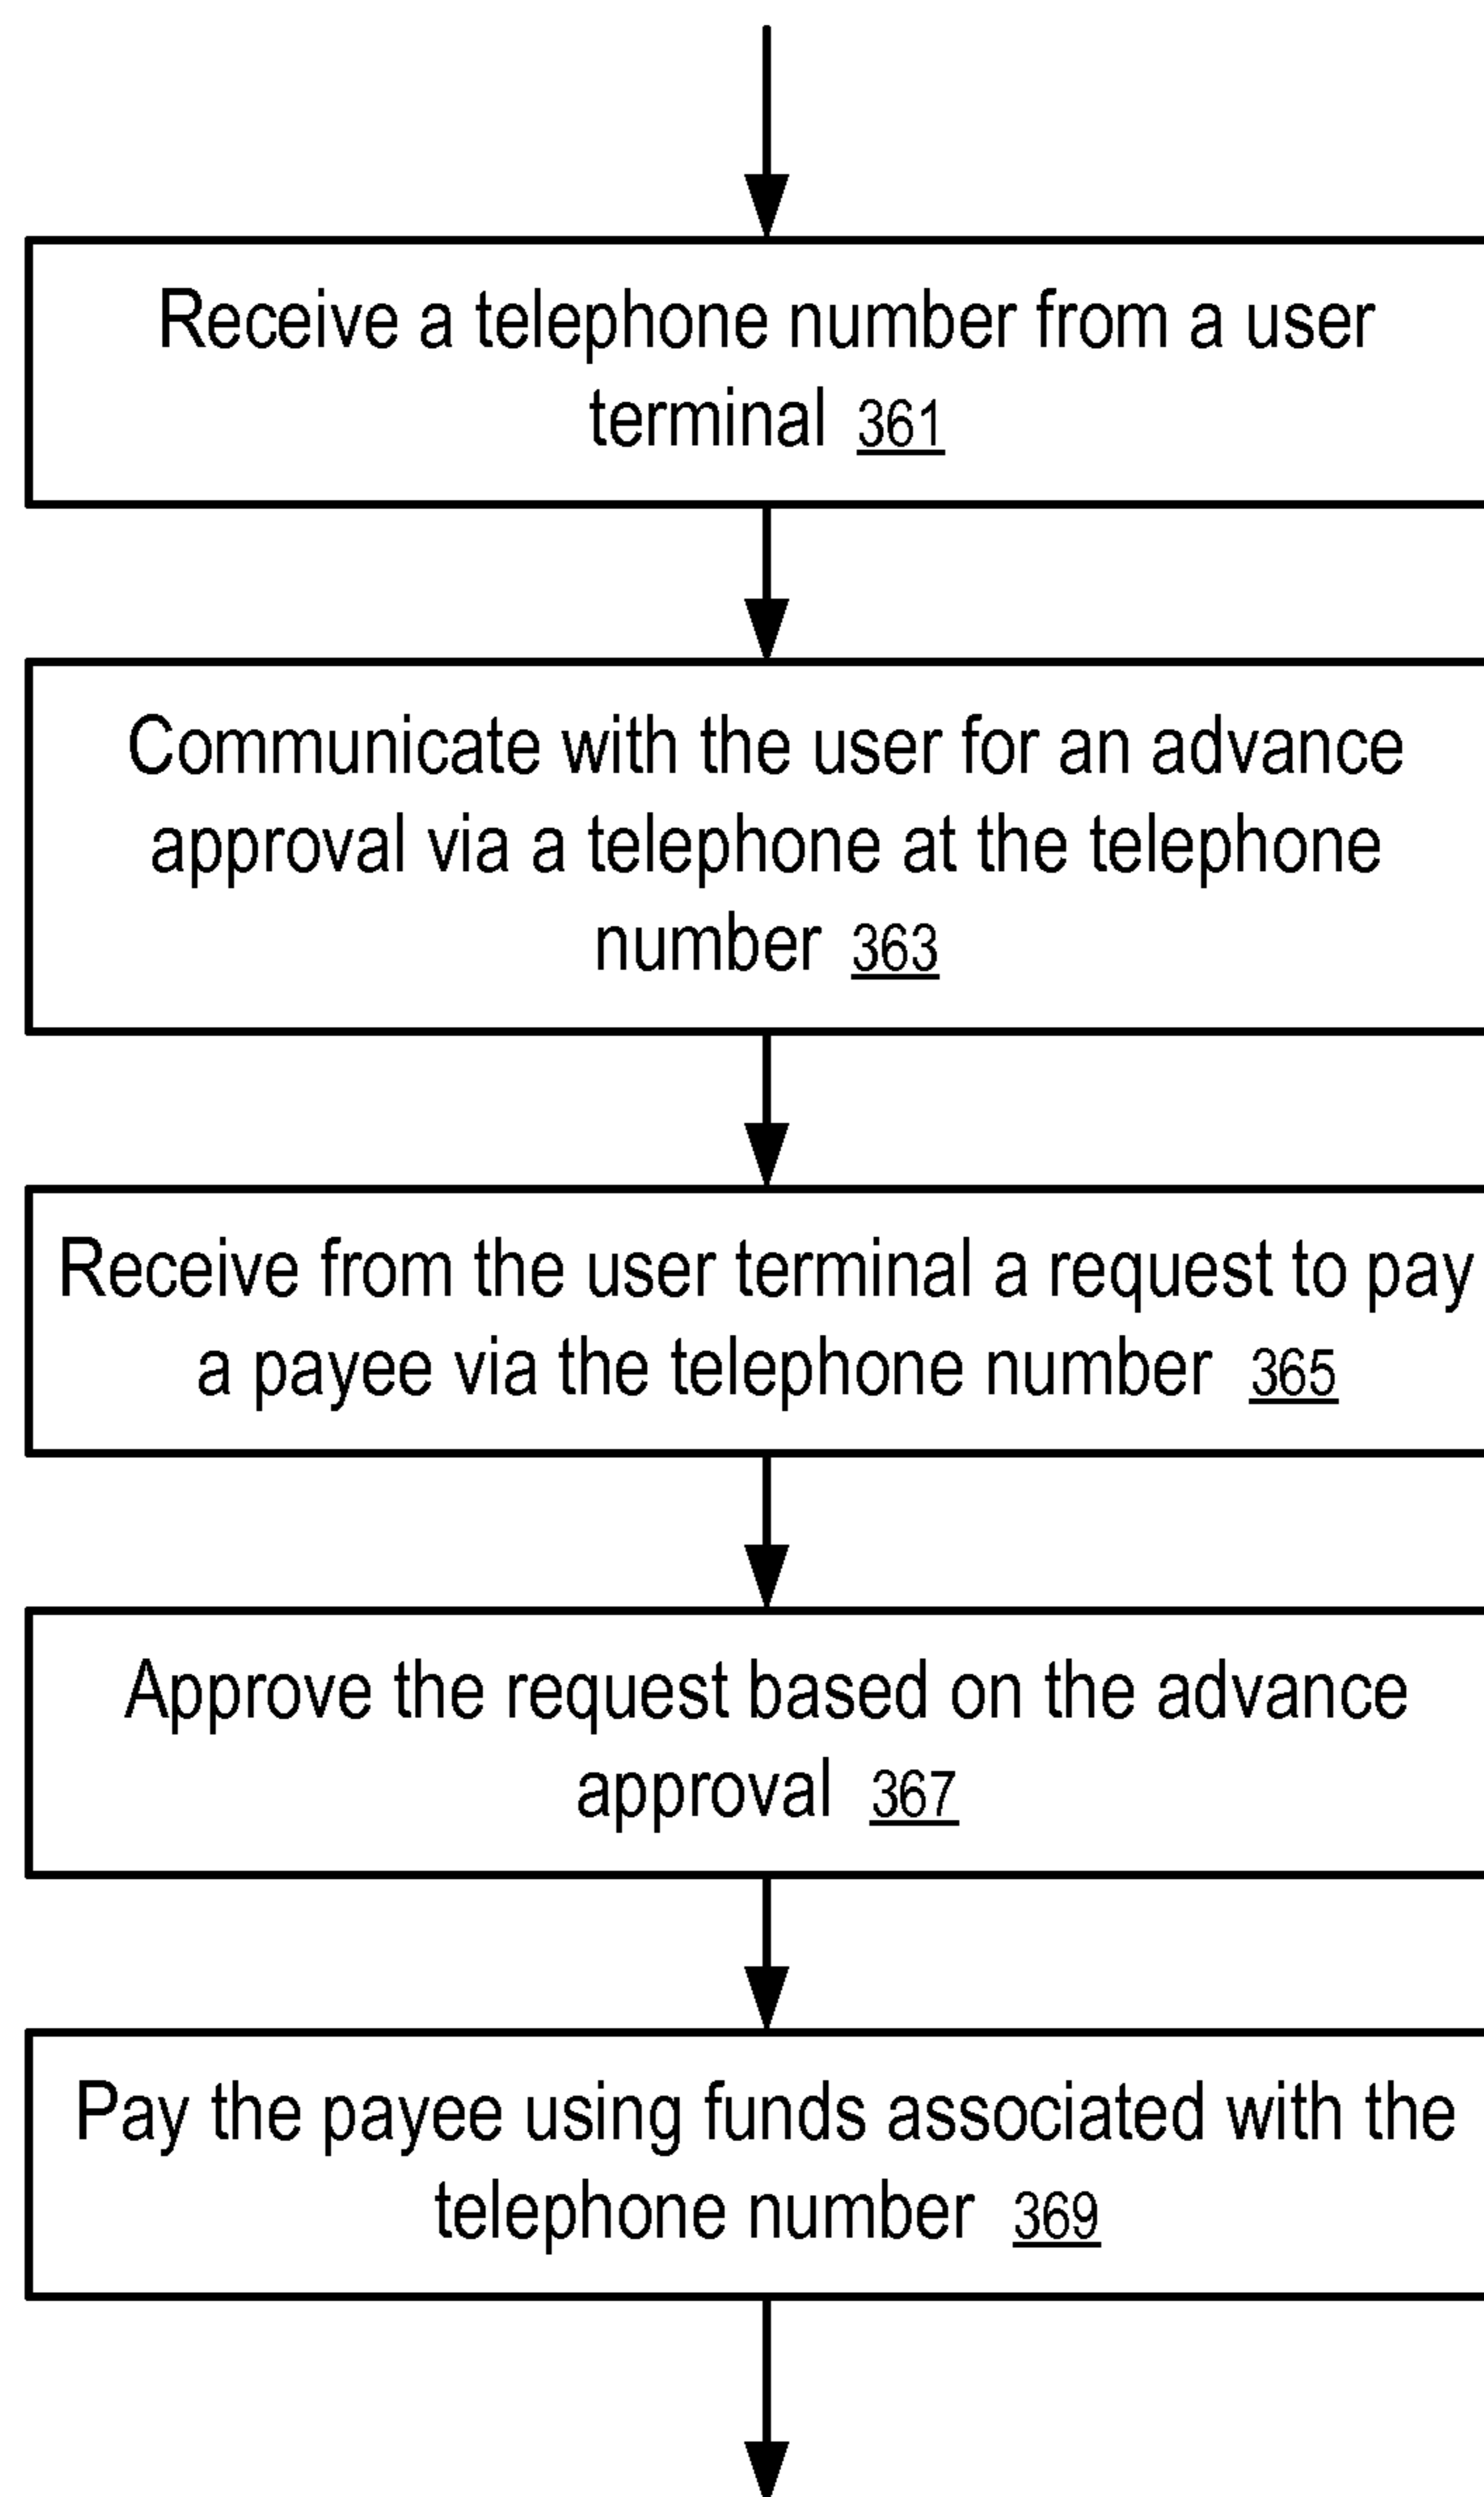 Receive a telephone number from a user
terminal 361
Communicate with the user for an advance
approval via a telephone at the telephone
number 363
Receive from the user terminal a request to pay
a payee via the telephone number 365
Approve the request based on the advance
approval 367
Pay the payee using funds associated with the
telephone number 369